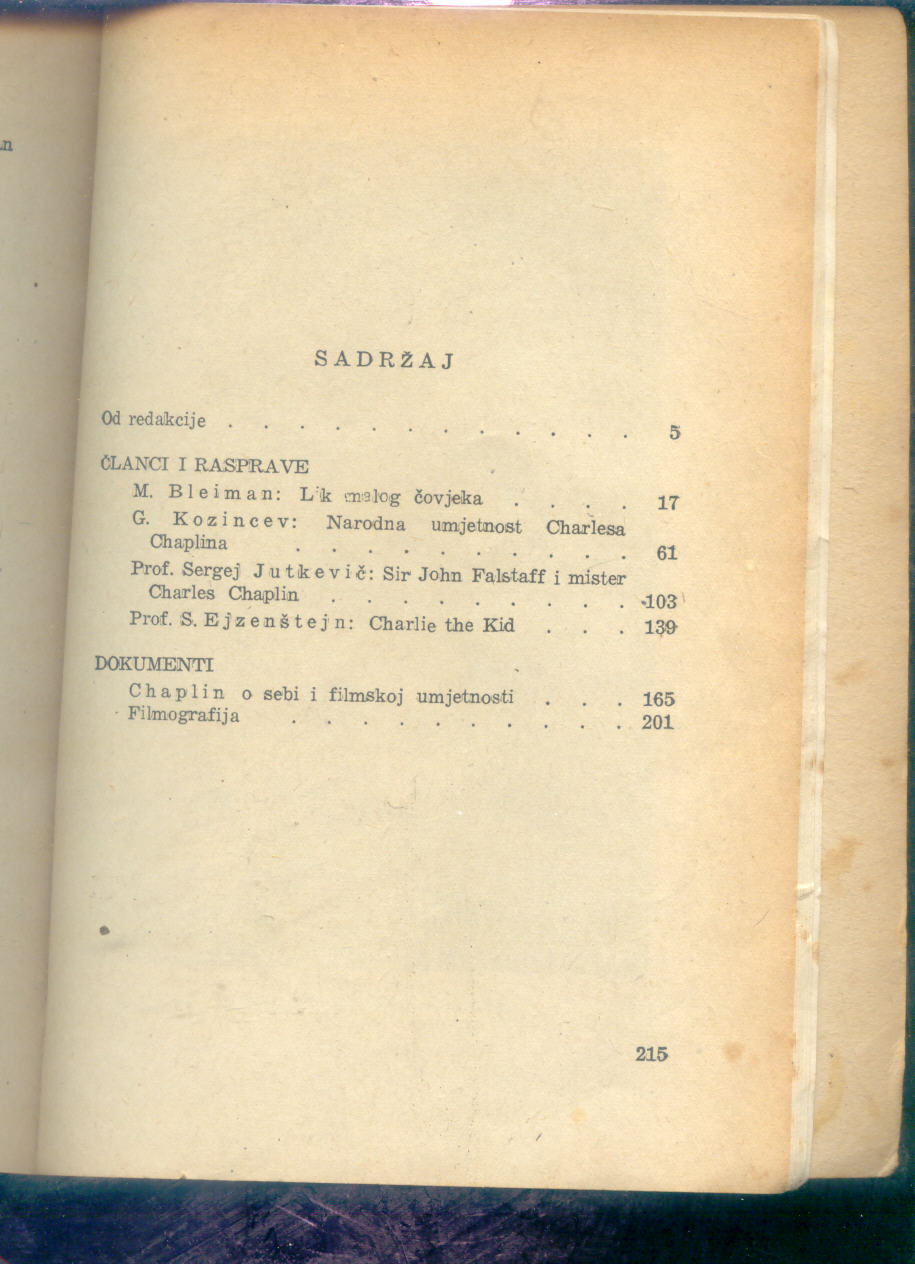 SADRŽAJ
Od redakcije . . . . . . . . . . . . 5
ČLANCI I RASPRAVE
M. Bleiman: Lik malog čovjeka . . . . 17
G. Kozincev: Narodna umjetnost Charlesa
Chaplina . . . . . . . . . . 61
Prof. Sergej Jutkevič: Sir John Falstaff i mister
Charles Chaplin . . . . . . . . . 103
Prof. S. Ejzenštejn: Charlie the Kid . . . 139
DOKUMENTI
Chaplin o sebi i filmskoj umjetnosti . . . 165
Filmografija . . . . . . . . . . 201
215